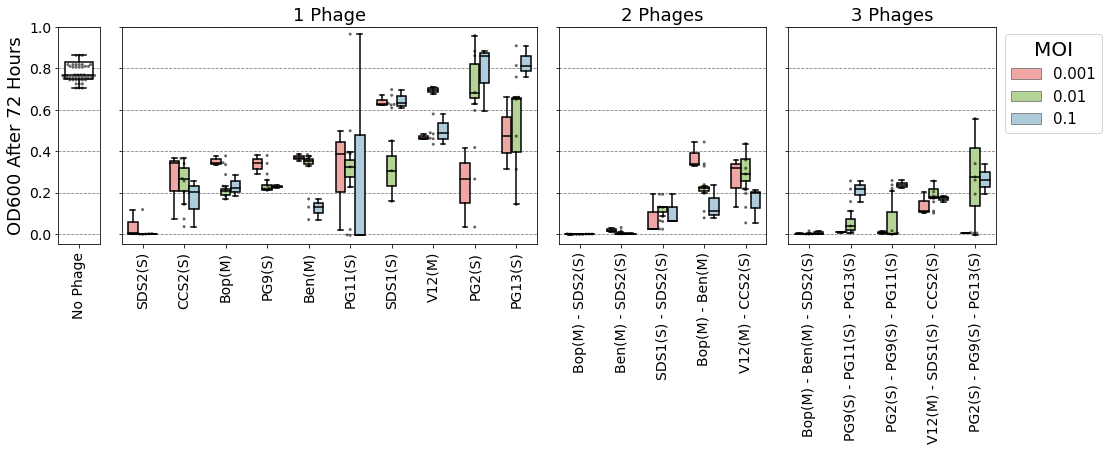 1 Phage
2 Phages
3 Phages
OD600 After 72 Hours
1.0
0.8
0.6
0.4
0.2
0.0
MOI
0.001
0.01
0.1
No Phage
SDS2(S)
CCS2(S)
Bop(M)
PG9(S)
Ben(M)
PG11(S)
SDS1(S)
V12(M)
PG2(S)
PG13(S)
Bop(M) - SDS2(S)
Ben(M) - SDS2(S)
SDS1(S) - SDS2(S)
Bop(M) - Ben(M)
V12(M) - CCS2(S)
Bop(M) - Ben(M) - SDS2(S)
PG9(S) - PG11(S) - PG13(S)
PG2(S) - PG9(S) - PG11(S)
V12(M) - SDS1(S) - CCS2(S)
PG2(S) - PG9(S) - PG13(S)